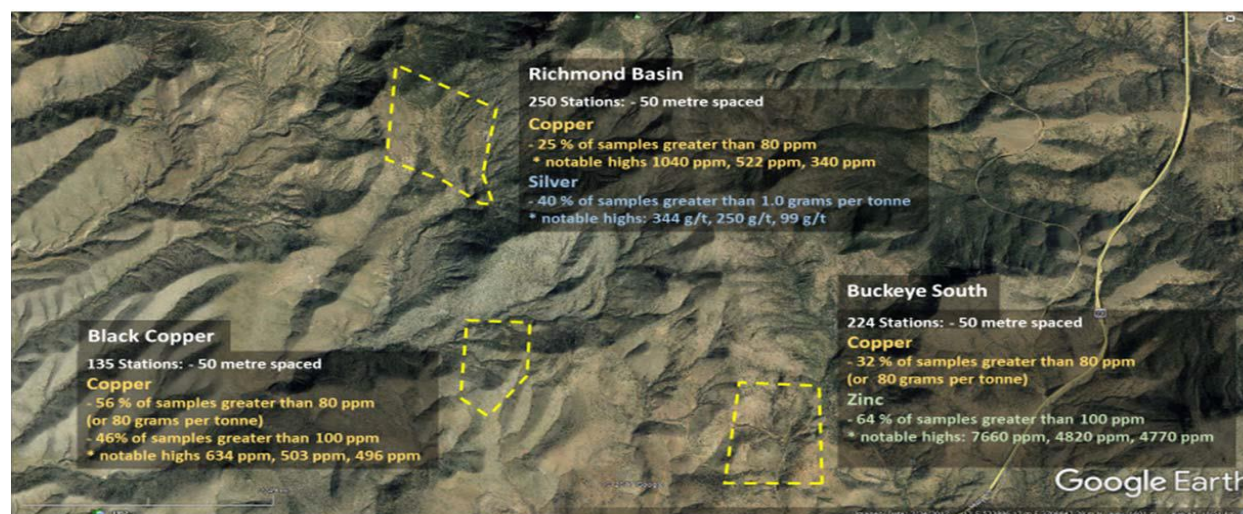 Richmond Basin
250 Stations: - 50 metre spaced
Copper
- 25 % of samples greater than 80 ppm
* notable highs 1040 ppm, 522 ppm, 340 ppm
Silver
- 40 % of samples greater than 1.0 grams per tonne
* notable highs: 344 g/t, 250 g/t, 99 g/t
Black Copper
135 Stations: - 50 metre spaced
Copper
- 56 % of samples greater than 80 ppm
(or 80 grams per tonne)
- 46% of samples greater than 100 ppm
* notable highs 634 ppm, 503 ppm, 496 ppm
Buckeye South
224 Stations: - 50 metre spaced
Copper
- 32 % of samples greater than 80 ppm
(or 80 grams per tonne)
Zinc
- 64 % of samples greater than 100 ppm
* notable highs: 7660 ppm, 4820 ppm, 4770 ppm
Google Earth